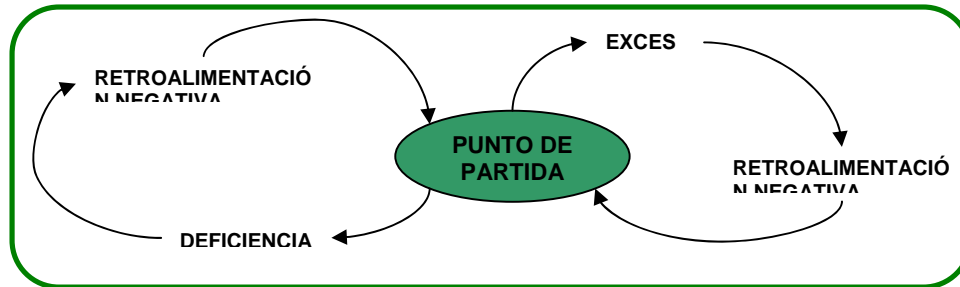 EXCES
RETROALIMENTACIÓ
N NEGATIVA
PUNTO DE
PARTIDA
RETROALIMENTACIÓ
N NEGATIVA
DEFICIENCIA